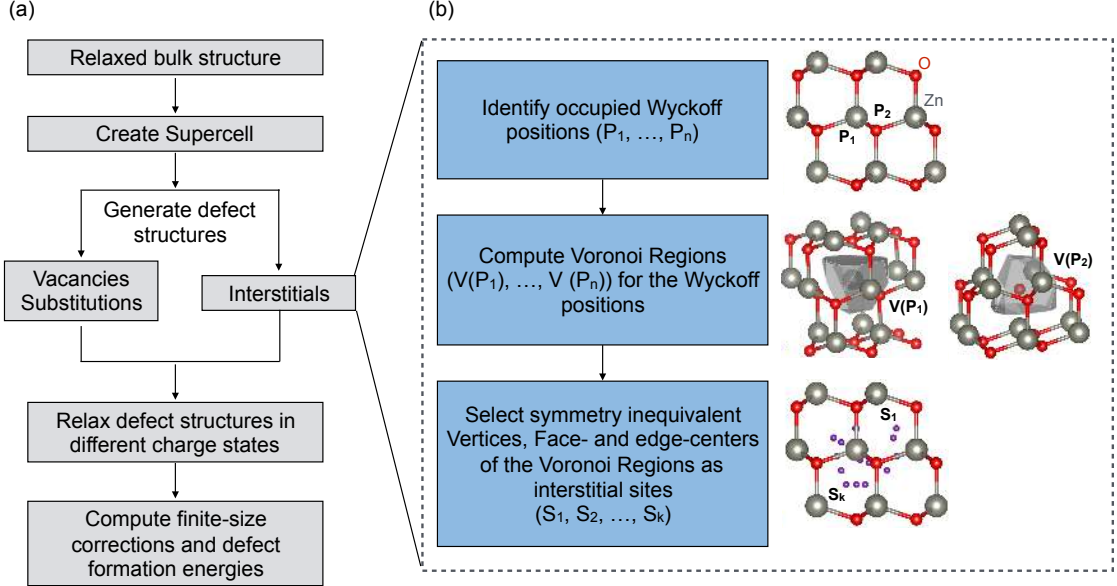 (a)
Relaxed bulk structure
Create Supercell
Generate defect
structures
Vacancies
Substitutions
Interstitials
Relax defect structures in
different charge states
Compute finite-size
corrections and defect
formation energies
(b)
Identify occupied Wyckoff
positions (P₁, …, Pₙ)
O
Zn
P₂
P₁
Compute Voronoi Regions
(V(P₁), …, V (Pₙ)) for the Wyckoff
positions
V(P₁)
V(P₂)
Select symmetry inequivalent
Vertices, Face- and edge-centers
of the Voronoi Regions as
interstitial sites
(S₁, S₂, …, Sₖ)
S₁
Sₖ